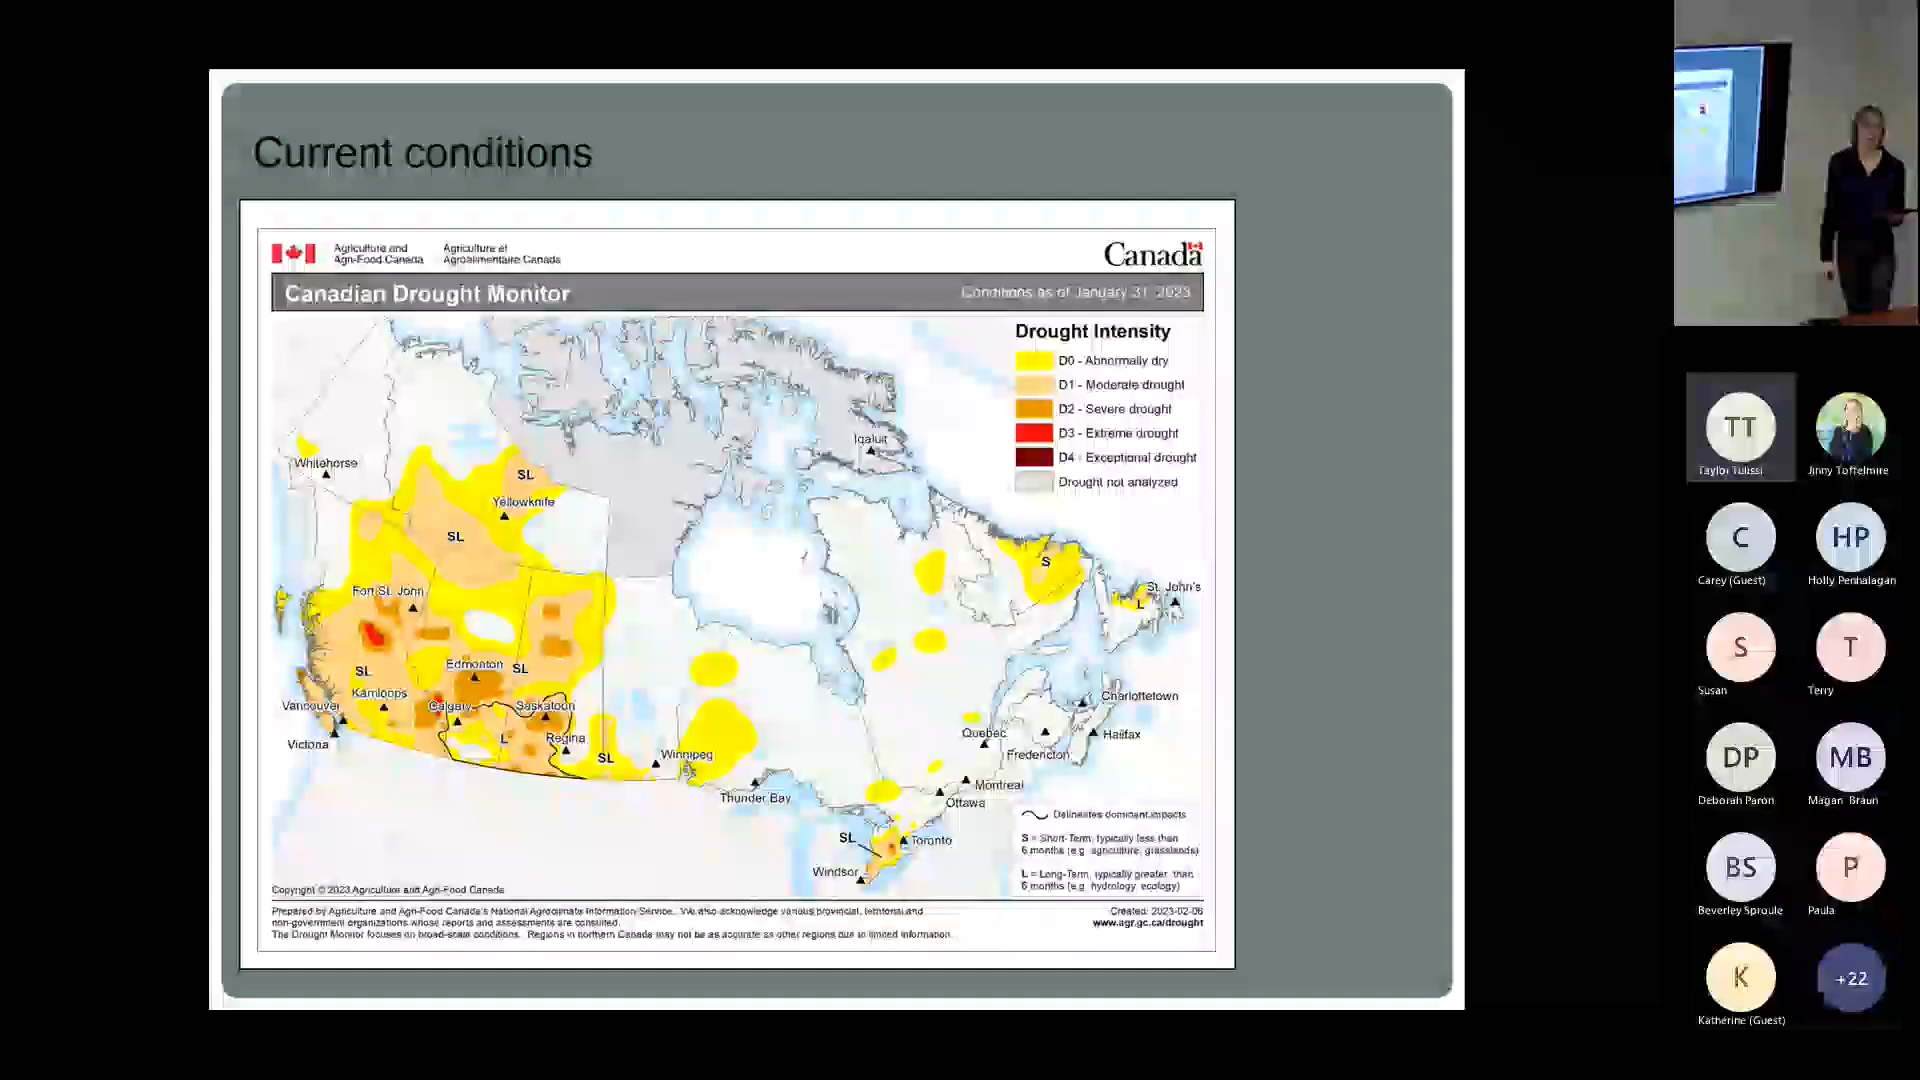 Current conditions
Agriculture and
Agri-Food Canada
Agriculture et
Agroalimentaire Canada
Canada
Canadian Drought Monitor
Conditions as of January 31, 2023
Drought Intensity
D0 - Abnormally dry
D1 - Moderate drought
D2 - Severe drought
D3 - Extreme drought
D4 - Exceptional drought
Drought not analyzed
Iqaluit
Whitehorse
SL
Yellowknife
SL
S
Fort St. John
St. John's
L
Edmonton
SL
SL
Kamloops
Charlottetown
Vancouver
Calgary
Saskatoon
Victoria
L
Regina
Quebec
Halifax
SL
Winnipeg
Fredericton
Thunder Bay
Montreal
Ottawa
Delineates dominant impacts
SL
Toronto
S = Short-Term, typically less than
6 months (e.g. agriculture, grasslands)
Windsor
L = Long-Term, typically greater than
6 months (e.g. hydrology, ecology)
Copyright © 2023 Agriculture and Agri-Food Canada
Prepared by Agriculture and Agri-Food Canada's National Agroclimate Information Service. We also acknowledge various provincial, territorial and
non-government organizations whose reports and assessments are consulted.
The Drought Monitor focuses on broad-scale conditions. Regions in northern Canada may not be as accurate as other regions due to limited information.
Created: 2023-02-06
www.agr.gc.ca/drought
TT
Taylor Tulissi
Jinny Toffelmire
C
Carey (Guest)
HP
Holly Penhalagan
S
Susan
T
Terry
DP
Deborah Paron
MB
Magan Braun
BS
Beverley Sproule
P
Paula
K
Katherine (Guest)
+22